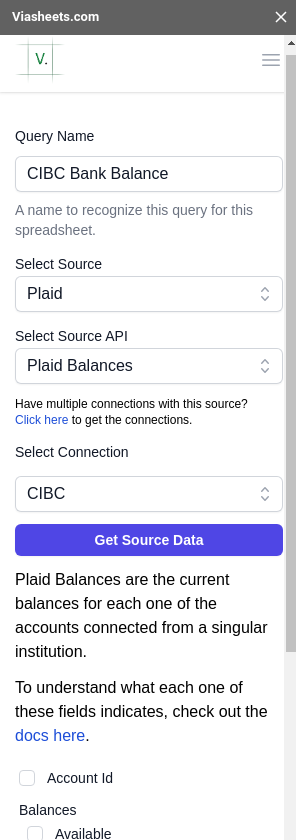 Viasheets.com
V.
Query Name
CIBC Bank Balance
A name to recognize this query for this
spreadsheet.
Select Source
Plaid
Select Source API
Plaid Balances
Have multiple connections with this source?
Click here to get the connections.
Select Connection
CIBC
Get Source Data
Plaid Balances are the current
balances for each one of the
accounts connected from a singular
institution.
To understand what each one of
these fields indicates, check out the
docs here.
Account Id
Balances
Available